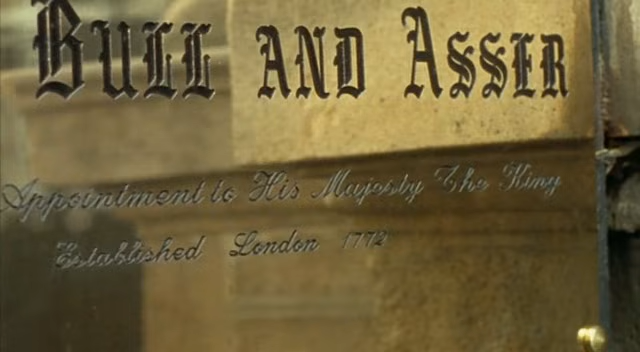 BULL AND ASSER
Appointment to His Majesty The King
Established London 1772